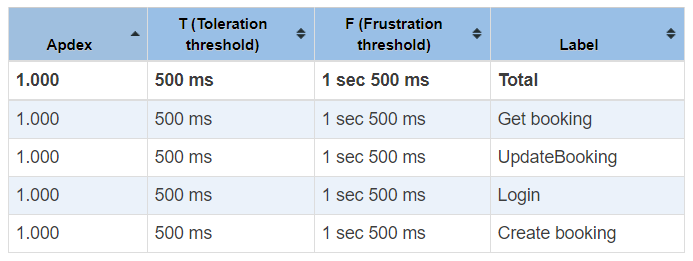 Apdex T (Toleration threshold) F (Frustration threshold) Label
1.000 500 ms 1 sec 500 ms Total
1.000 500 ms 1 sec 500 ms Get booking
1.000 500 ms 1 sec 500 ms UpdateBooking
1.000 500 ms 1 sec 500 ms Login
1.000 500 ms 1 sec 500 ms Create booking